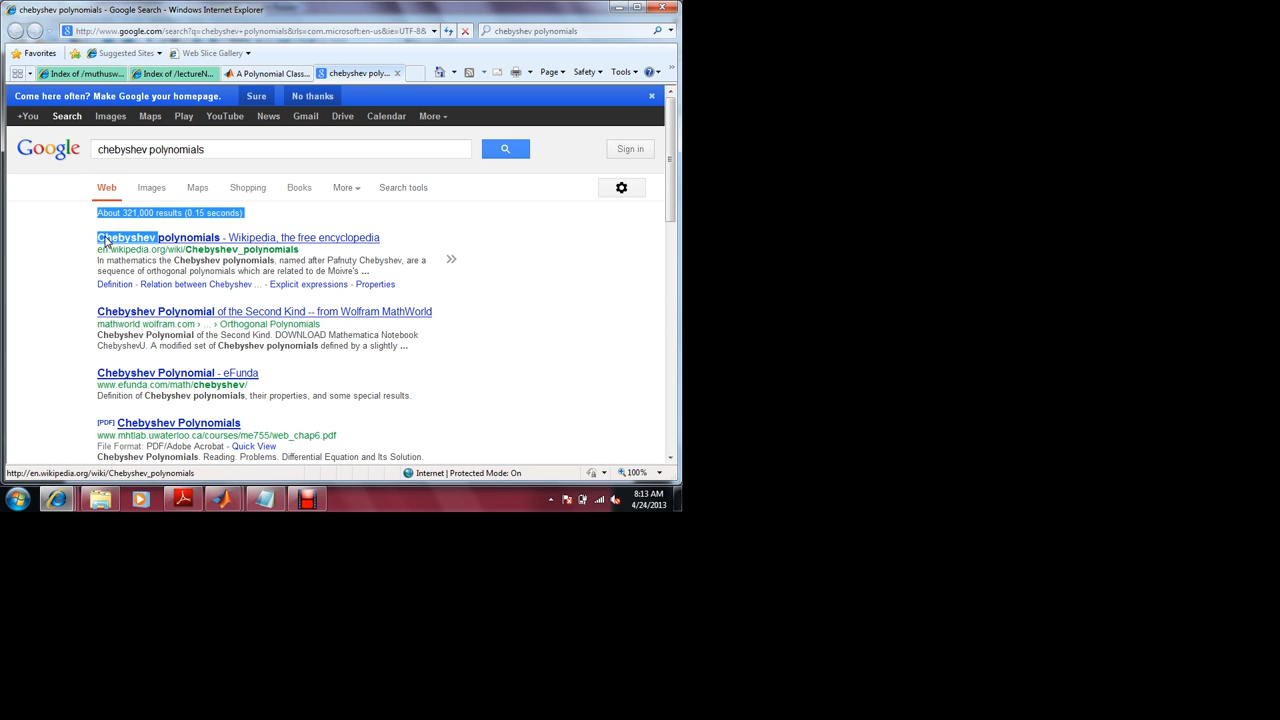 chebyshev polynomials - Google Search - Windows Internet Explorer
http://www.google.com/search?q=chebyshev+polynomials&rls=com.microsoft:en-us&ie=UTF-8& chebyshev polynomials
Favorites Suggested Sites Web Slice Gallery
Index of /muthusw... Index of /lectureN... A Polynomial Class... chebyshev poly... Page Safety Tools
Come here often? Make Google your homepage. Sure No thanks
+You Search Images Maps Play YouTube News Gmail Drive Calendar More
Google chebyshev polynomials Sign in
Web Images Maps Shopping Books More Search tools
About 321,000 results (0.15 seconds)
Chebyshev polynomials - Wikipedia, the free encyclopedia
en.wikipedia.org/wiki/Chebyshev_polynomials
In mathematics the Chebyshev polynomials, named after Pafnuty Chebyshev, are a
sequence of orthogonal polynomials which are related to de Moivre's ...
Definition - Relation between Chebyshev ... - Explicit expressions - Properties
Chebyshev Polynomial of the Second Kind -- from Wolfram MathWorld
mathworld.wolfram.com › ... › Orthogonal Polynomials
Chebyshev Polynomial of the Second Kind. DOWNLOAD Mathematica Notebook
ChebyshevU. A modified set of Chebyshev polynomials defined by a slightly ...
Chebyshev Polynomial - eFunda
www.efunda.com/math/chebyshev/
Definition of Chebyshev polynomials, their properties, and some special results.
[PDF] Chebyshev Polynomials
www.mhtlab.uwaterloo.ca/courses/me755/web_chap6.pdf
File Format: PDF/Adobe Acrobat - Quick View
Chebyshev Polynomials. Reading. Problems. Differential Equation and Its Solution.
http://en.wikipedia.org/wiki/Chebyshev_polynomials Internet | Protected Mode: On 100%
8:13 AM
4/24/2013